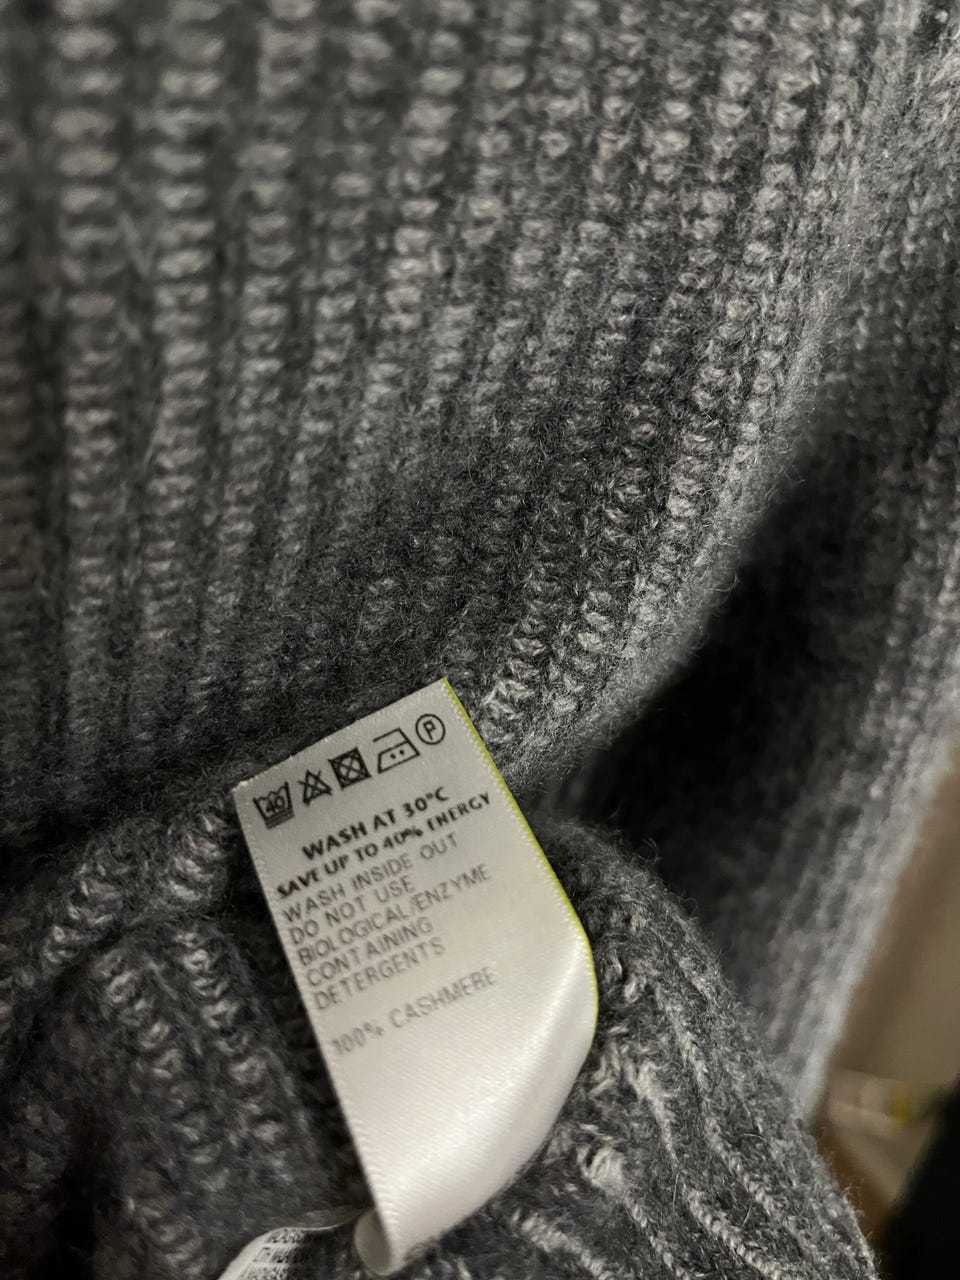 40 P
WASH AT 30°C
SAVE UP TO 40% ENERGY
WASH INSIDE OUT
DO NOT USE
BIOLOGICAL/ENZYME
CONTAINING
DETERGENTS
100% CASHMERE